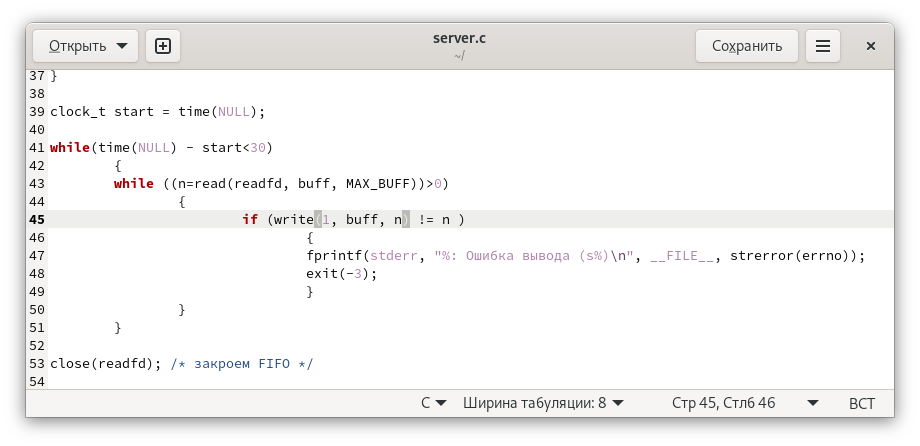 Открыть
server.c
~/
Сохранить
37 }
38
39 clock_t start = time(NULL);
40
41 while(time(NULL) - start<30)
42         {
43         while ((n=read(readfd, buff, MAX_BUFF))>0)
44                 {
45                         if (write(1, buff, n) != n )
46                                 {
47                                 fprintf(stderr, "%: Ошибка вывода (s%)\n", __FILE__, strerror(errno));
48                                 exit(-3);
49                                 }
50                 }
51         }
52
53 close(readfd); /* закроем FIFO */
54
C Ширина табуляции: 8 Стр 45, Стлб 46 ВСТ